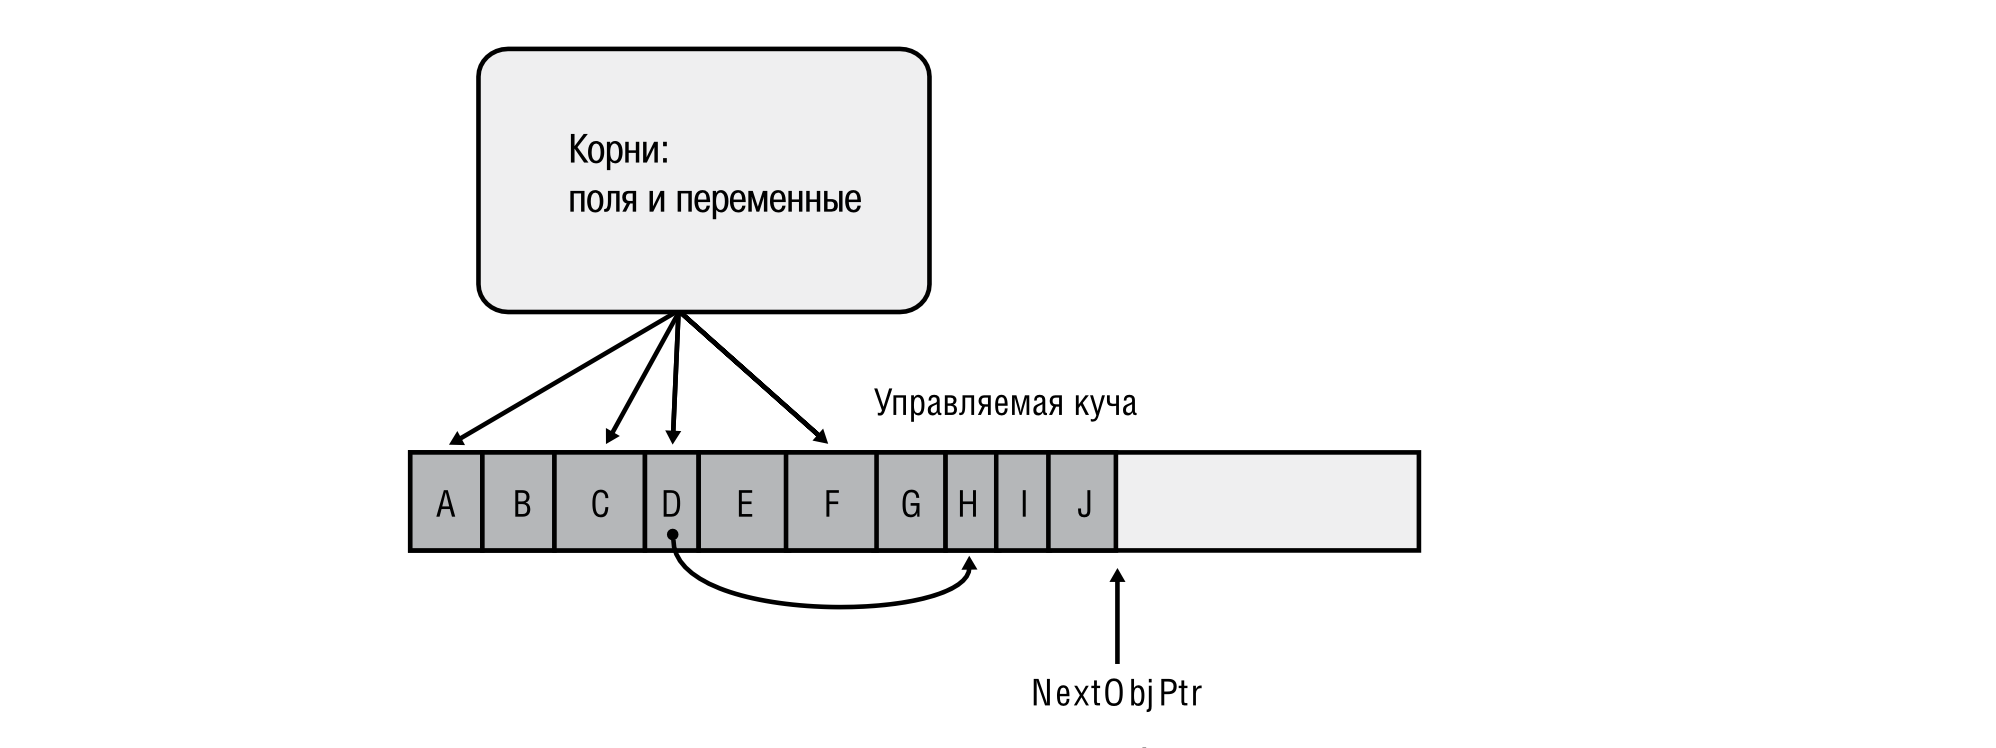 Корни:
поля и переменные
Управляемая куча
A B C D E F G H I J
NextObjPtr